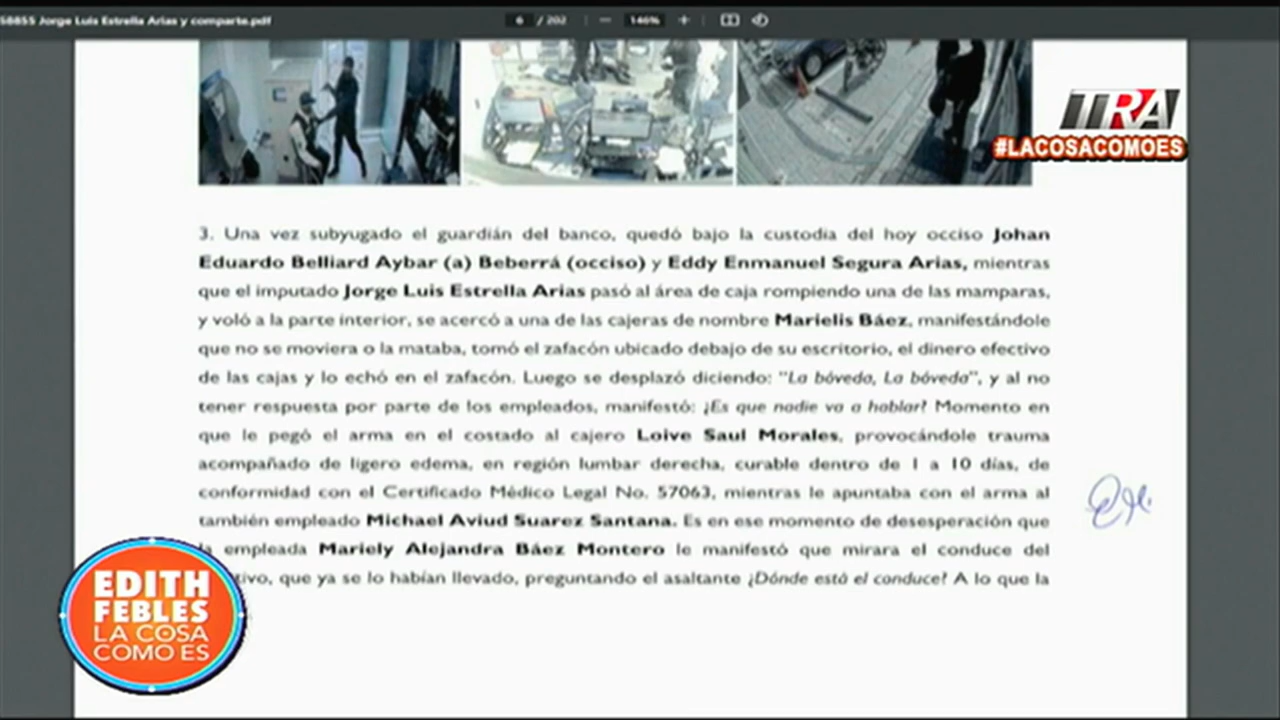 58855 Jorge Luis Estrella Arias y comparte.pdf
6 / 202 — 146% +
TRA
#LACOSACOMOES
3. Una vez subyugado el guardián del banco, quedó bajo la custodia del hoy occiso Johan
Eduardo Belliard Aybar (a) Beberrá (occiso) y Eddy Enmanuel Segura Arias, mientras
que el imputado Jorge Luis Estrella Arias pasó al área de caja rompiendo una de las mamparas,
y voló a la parte interior, se acercó a una de las cajeras de nombre Marielis Báez, manifestándole
que no se moviera o la mataba, tomó el zafacón ubicado debajo de su escritorio, el dinero efectivo
de las cajas y lo echó en el zafacón. Luego se desplazó diciendo: "La bóveda, La bóveda", y al no
tener respuesta por parte de los empleados, manifestó: ¿Es que nadie va a hablar? Momento en
que le pegó el arma en el costado al cajero Loive Saul Morales, provocándole trauma
acompañado de ligero edema, en región lumbar derecha, curable dentro de 1 a 10 días, de
conformidad con el Certificado Médico Legal No. 57063, mientras le apuntaba con el arma al
también empleado Michael Aviud Suarez Santana. Es en ese momento de desesperación que
la empleada Mariely Alejandra Báez Montero le manifestó que mirara el conduce del
tivo, que ya se lo habían llevado, preguntando el asaltante ¿Dónde está el conduce? A lo que la
EDITH
FEBLES
LA COSA
COMO ES